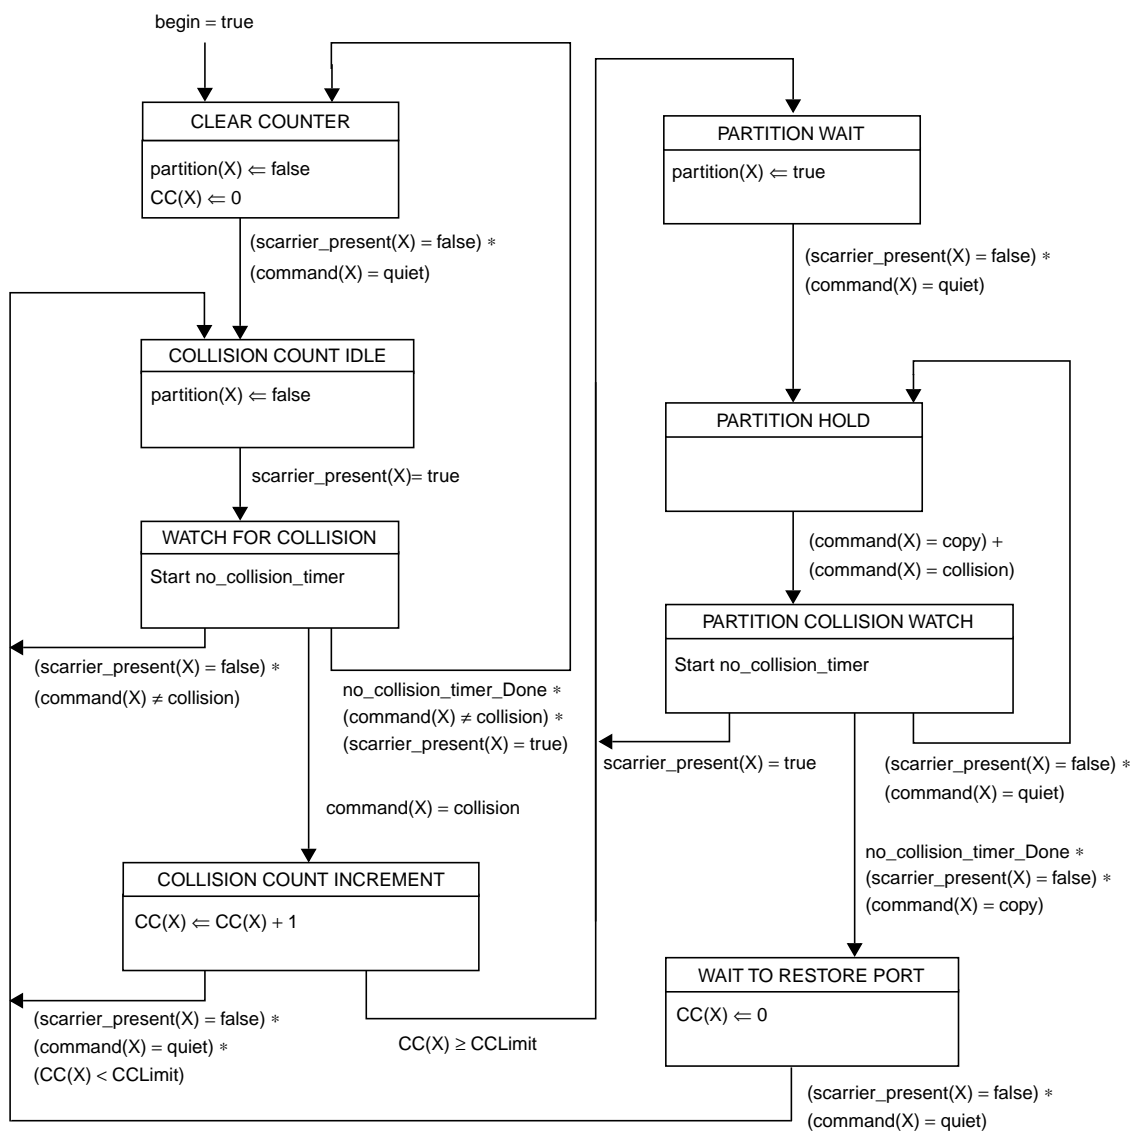 begin = true
CLEAR COUNTER
partition(X) ⇐ false
CC(X) ⇐ 0
(scarrier_present(X) = false) ∗
(command(X) = quiet)
COLLISION COUNT IDLE
partition(X) ⇐ false
scarrier_present(X)= true
WATCH FOR COLLISION
Start no_collision_timer
(scarrier_present(X) = false) ∗
(command(X) ≠ collision)
no_collision_timer_Done ∗
(command(X) ≠ collision) ∗
(scarrier_present(X) = true)
command(X) = collision
COLLISION COUNT INCREMENT
CC(X) ⇐ CC(X) + 1
(scarrier_present(X) = false) ∗
(command(X) = quiet) ∗
(CC(X) < CCLimit)
CC(X) ≥ CCLimit
PARTITION WAIT
partition(X) ⇐ true
(scarrier_present(X) = false) ∗
(command(X) = quiet)
PARTITION HOLD
(command(X) = copy) +
(command(X) = collision)
PARTITION COLLISION WATCH
Start no_collision_timer
scarrier_present(X) = true
(scarrier_present(X) = false) ∗
(command(X) = quiet)
no_collision_timer_Done ∗
(scarrier_present(X) = false) ∗
(command(X) = copy)
WAIT TO RESTORE PORT
CC(X) ⇐ 0
(scarrier_present(X) = false) ∗
(command(X) = quiet)